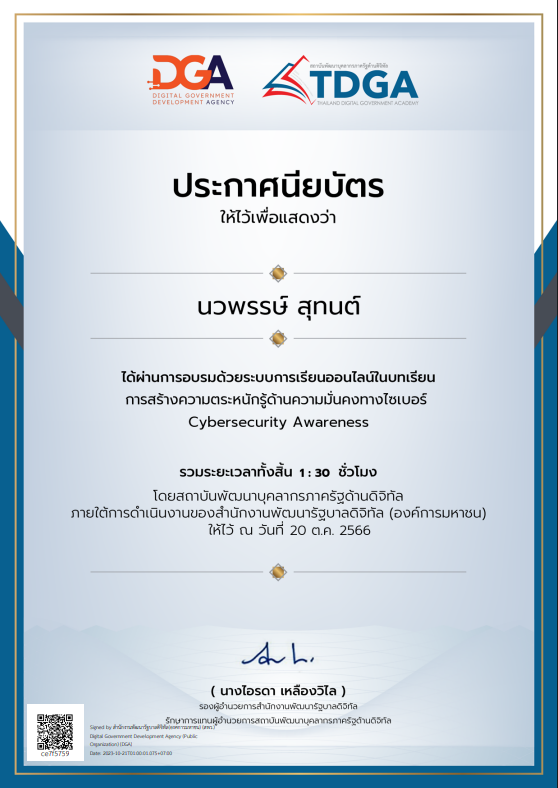 DGA
DIGITAL GOVERNMENT
DEVELOPMENT AGENCY
สถาบันพัฒนาบุคลากรภาครัฐด้านดิจิทัล
TDGA
THAILAND DIGITAL GOVERNMENT ACADEMY
ประกาศนียบัตร
ให้ไว้เพื่อแสดงว่า
นวพรรษ์ สุทนต์
ได้ผ่านการอบรมด้วยระบบการเรียนออนไลน์ในบทเรียน
การสร้างความตระหนักรู้ด้านความมั่นคงทางไซเบอร์
Cybersecurity Awareness
รวมระยะเวลาทั้งสิ้น 1 : 30 ชั่วโมง
โดยสถาบันพัฒนาบุคลากรภาครัฐด้านดิจิทัล
ภายใต้การดำเนินงานของสำนักงานพัฒนารัฐบาลดิจิทัล (องค์การมหาชน)
ให้ไว้ ณ วันที่ 20 ต.ค. 2566
( นางไอรดา เหลืองวิไล )
รองผู้อำนวยการสำนักงานพัฒนารัฐบาลดิจิทัล
รักษาการแทนผู้อำนวยการสถาบันพัฒนาบุคลากรภาครัฐด้านดิจิทัล
Signed by สำนักงานพัฒนารัฐบาลดิจิทัล(องค์การมหาชน) (สพร.)
Digital Government Development Agency (Public
Organization) (DGA)
Date: 2023-10-21T01:00:01.075+07:00
ce7f5759